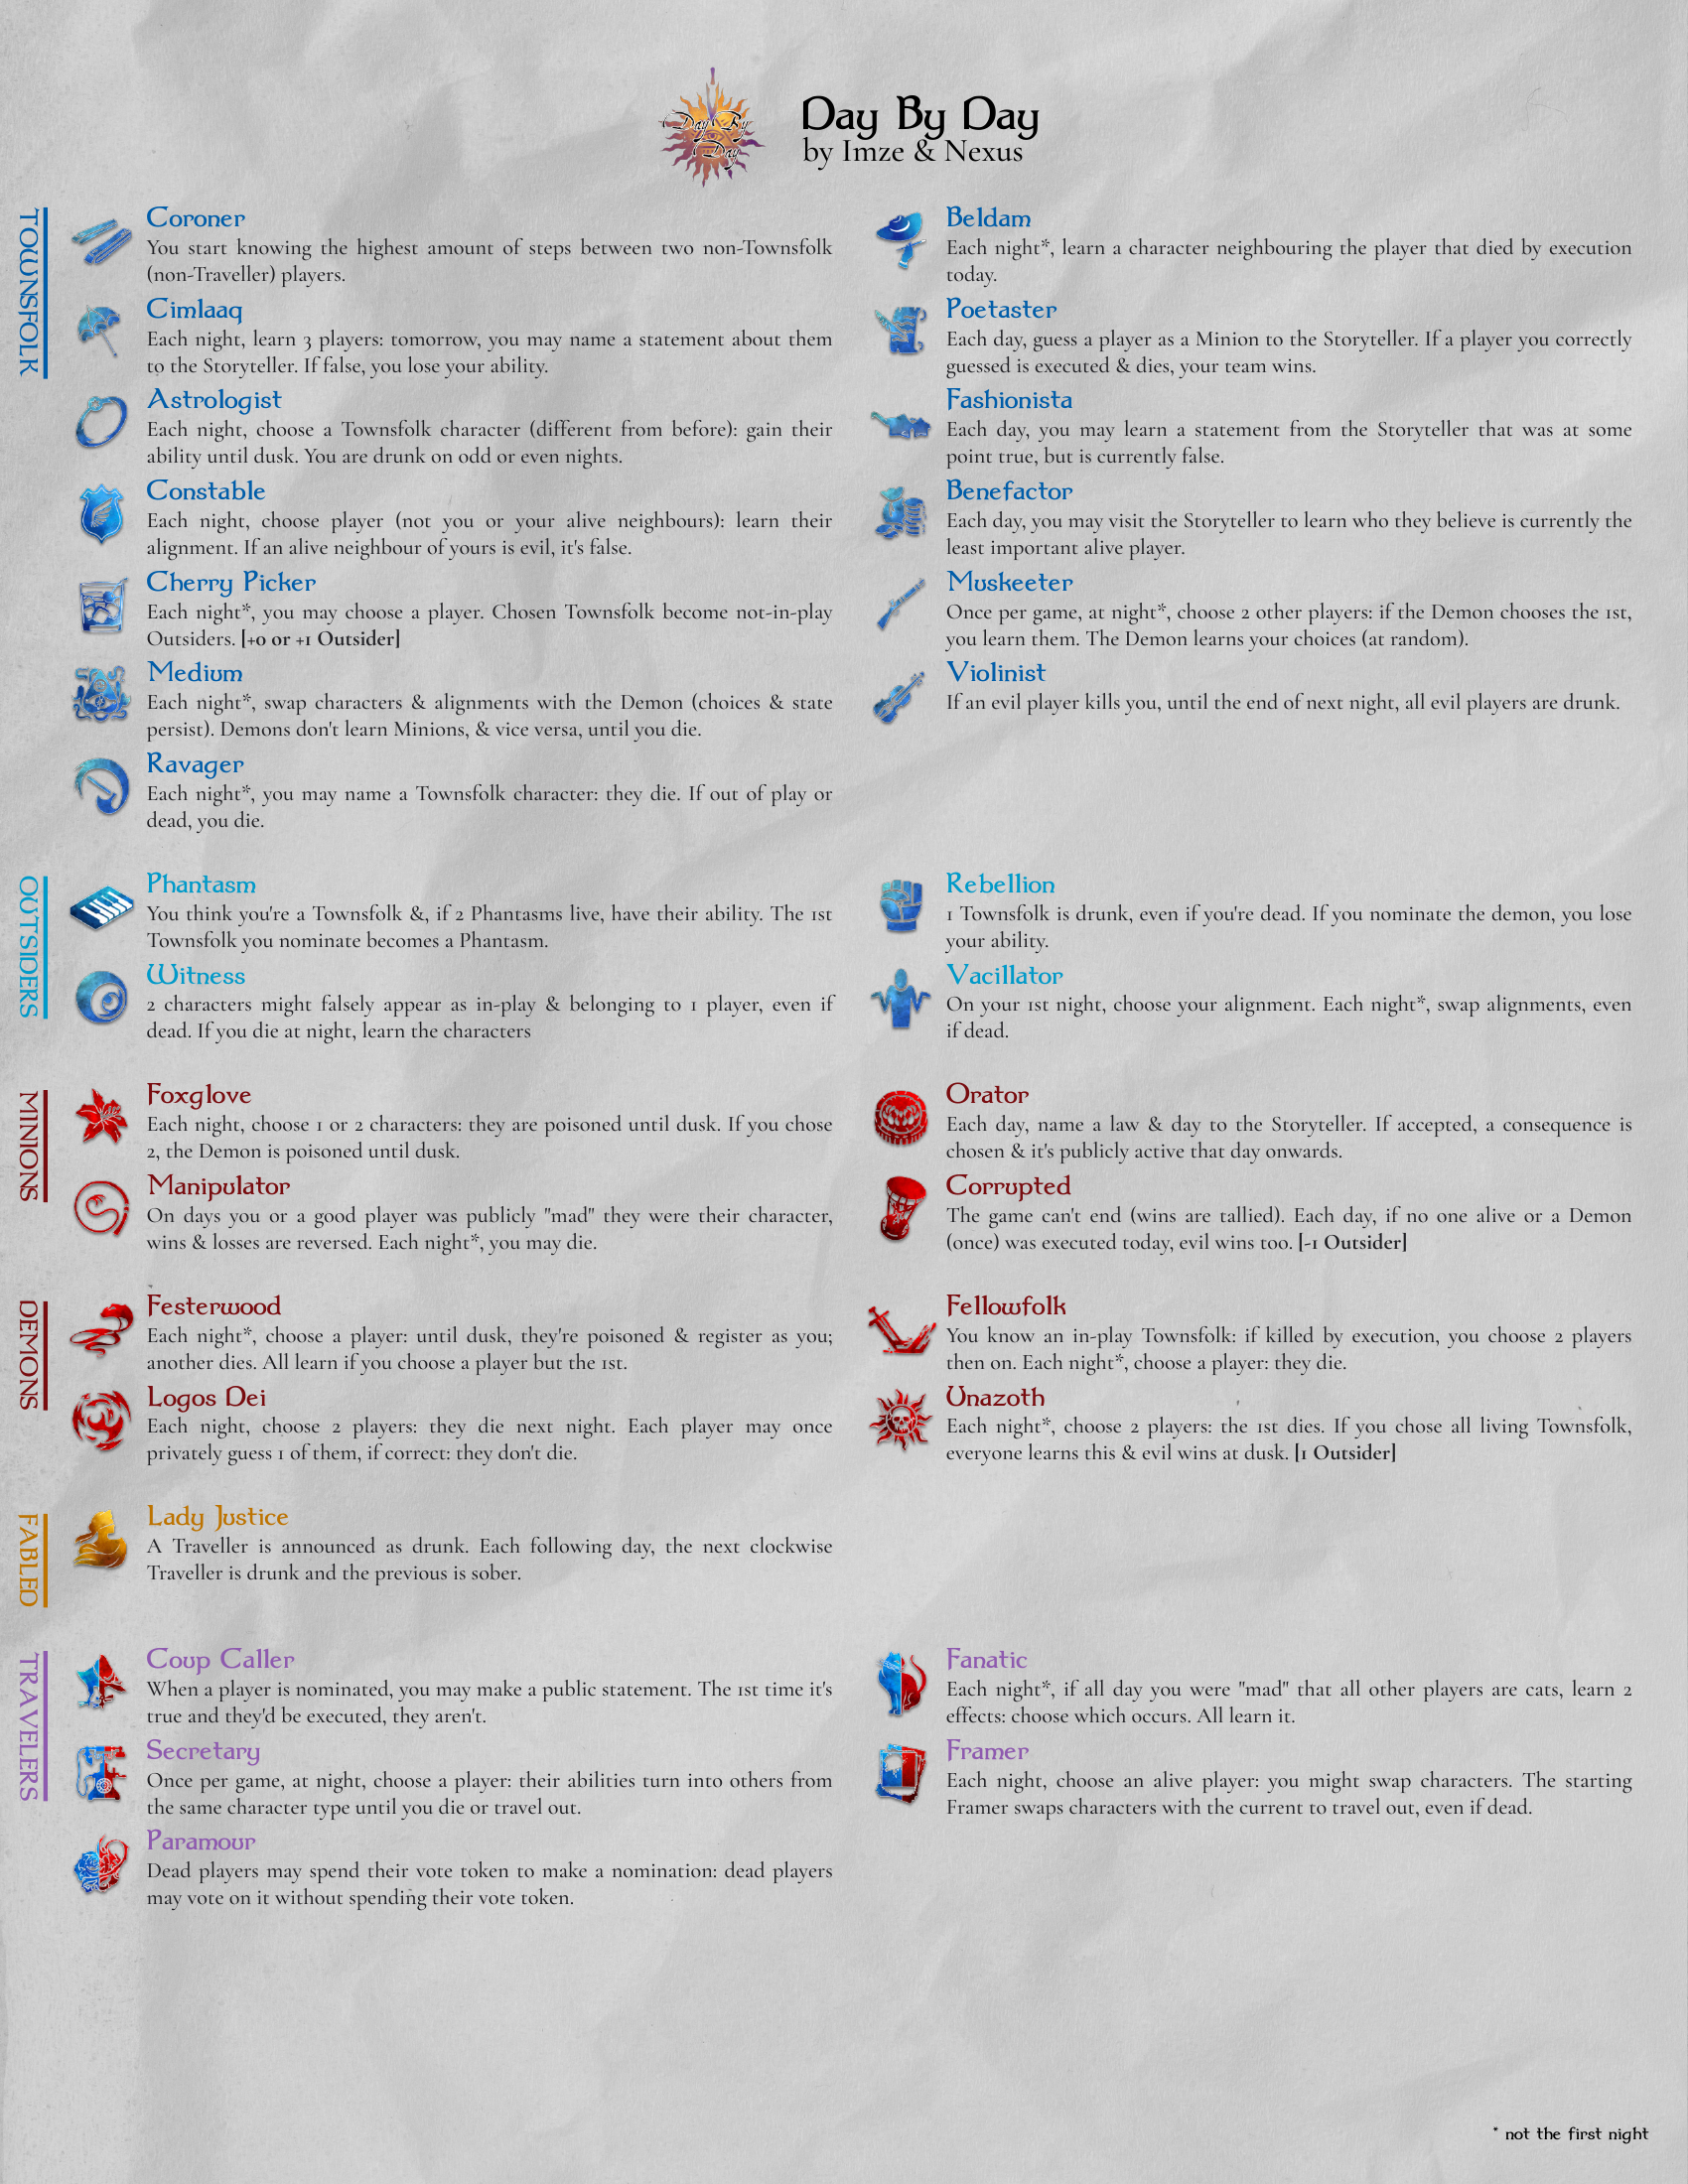 Day By
Day
Day By Day
by Imze & Nexus
TOWNSFOLK
Coroner
You start knowing the highest amount of steps between two non-Townsfolk
(non-Traveller) players.
Cimlaaq
Each night, learn 3 players: tomorrow, you may name a statement about them
to the Storyteller. If false, you lose your ability.
Astrologist
Each night, choose a Townsfolk character (different from before): gain their
ability until dusk. You are drunk on odd or even nights.
Constable
Each night, choose player (not you or your alive neighbours): learn their
alignment. If an alive neighbour of yours is evil, it's false.
Cherry Picker
Each night*, you may choose a player. Chosen Townsfolk become not-in-play
Outsiders. [+0 or +1 Outsider]
Medium
Each night*, swap characters & alignments with the Demon (choices & state
persist). Demons don't learn Minions, & vice versa, until you die.
Ravager
Each night*, you may name a Townsfolk character: they die. If out of play or
dead, you die.
Beldam
Each night*, learn a character neighbouring the player that died by execution
today.
Poetaster
Each day, guess a player as a Minion to the Storyteller. If a player you correctly
guessed is executed & dies, your team wins.
Fashionista
Each day, you may learn a statement from the Storyteller that was at some
point true, but is currently false.
Benefactor
Each day, you may visit the Storyteller to learn who they believe is currently the
least important alive player.
Muskeeter
Once per game, at night*, choose 2 other players: if the Demon chooses the 1st,
you learn them. The Demon learns your choices (at random).
Violinist
If an evil player kills you, until the end of next night, all evil players are drunk.
OUTSIDERS
Phantasm
You think you're a Townsfolk &, if 2 Phantasms live, have their ability. The 1st
Townsfolk you nominate becomes a Phantasm.
Witness
2 characters might falsely appear as in-play & belonging to 1 player, even if
dead. If you die at night, learn the characters
Rebellion
1 Townsfolk is drunk, even if you're dead. If you nominate the demon, you lose
your ability.
Vacillator
On your 1st night, choose your alignment. Each night*, swap alignments, even
if dead.
MINIONS
Foxglove
Each night, choose 1 or 2 characters: they are poisoned until dusk. If you chose
2, the Demon is poisoned until dusk.
Manipulator
On days you or a good player was publicly "mad" they were their character,
wins & losses are reversed. Each night*, you may die.
Orator
Each day, name a law & day to the Storyteller. If accepted, a consequence is
chosen & it's publicly active that day onwards.
Corrupted
The game can't end (wins are tallied). Each day, if no one alive or a Demon
(once) was executed today, evil wins too. [-1 Outsider]
DEMONS
Festerwood
Each night*, choose a player: until dusk, they're poisoned & register as you;
another dies. All learn if you choose a player but the 1st.
Logos Dei
Each night, choose 2 players: they die next night. Each player may once
privately guess 1 of them, if correct: they don't die.
Fellowfolk
You know an in-play Townsfolk: if killed by execution, you choose 2 players
then on. Each night*, choose a player: they die.
Unazoth
Each night*, choose 2 players: the 1st dies. If you chose all living Townsfolk,
everyone learns this & evil wins at dusk. [1 Outsider]
FABLED
Lady Justice
A Traveller is announced as drunk. Each following day, the next clockwise
Traveller is drunk and the previous is sober.
TRAVELERS
Coup Caller
When a player is nominated, you may make a public statement. The 1st time it's
true and they'd be executed, they aren't.
Secretary
Once per game, at night, choose a player: their abilities turn into others from
the same character type until you die or travel out.
Paramour
Dead players may spend their vote token to make a nomination: dead players
may vote on it without spending their vote token.
Fanatic
Each night*, if all day you were "mad" that all other players are cats, learn 2
effects: choose which occurs. All learn it.
Framer
Each night, choose an alive player: you might swap characters. The starting
Framer swaps characters with the current to travel out, even if dead.
* not the first night